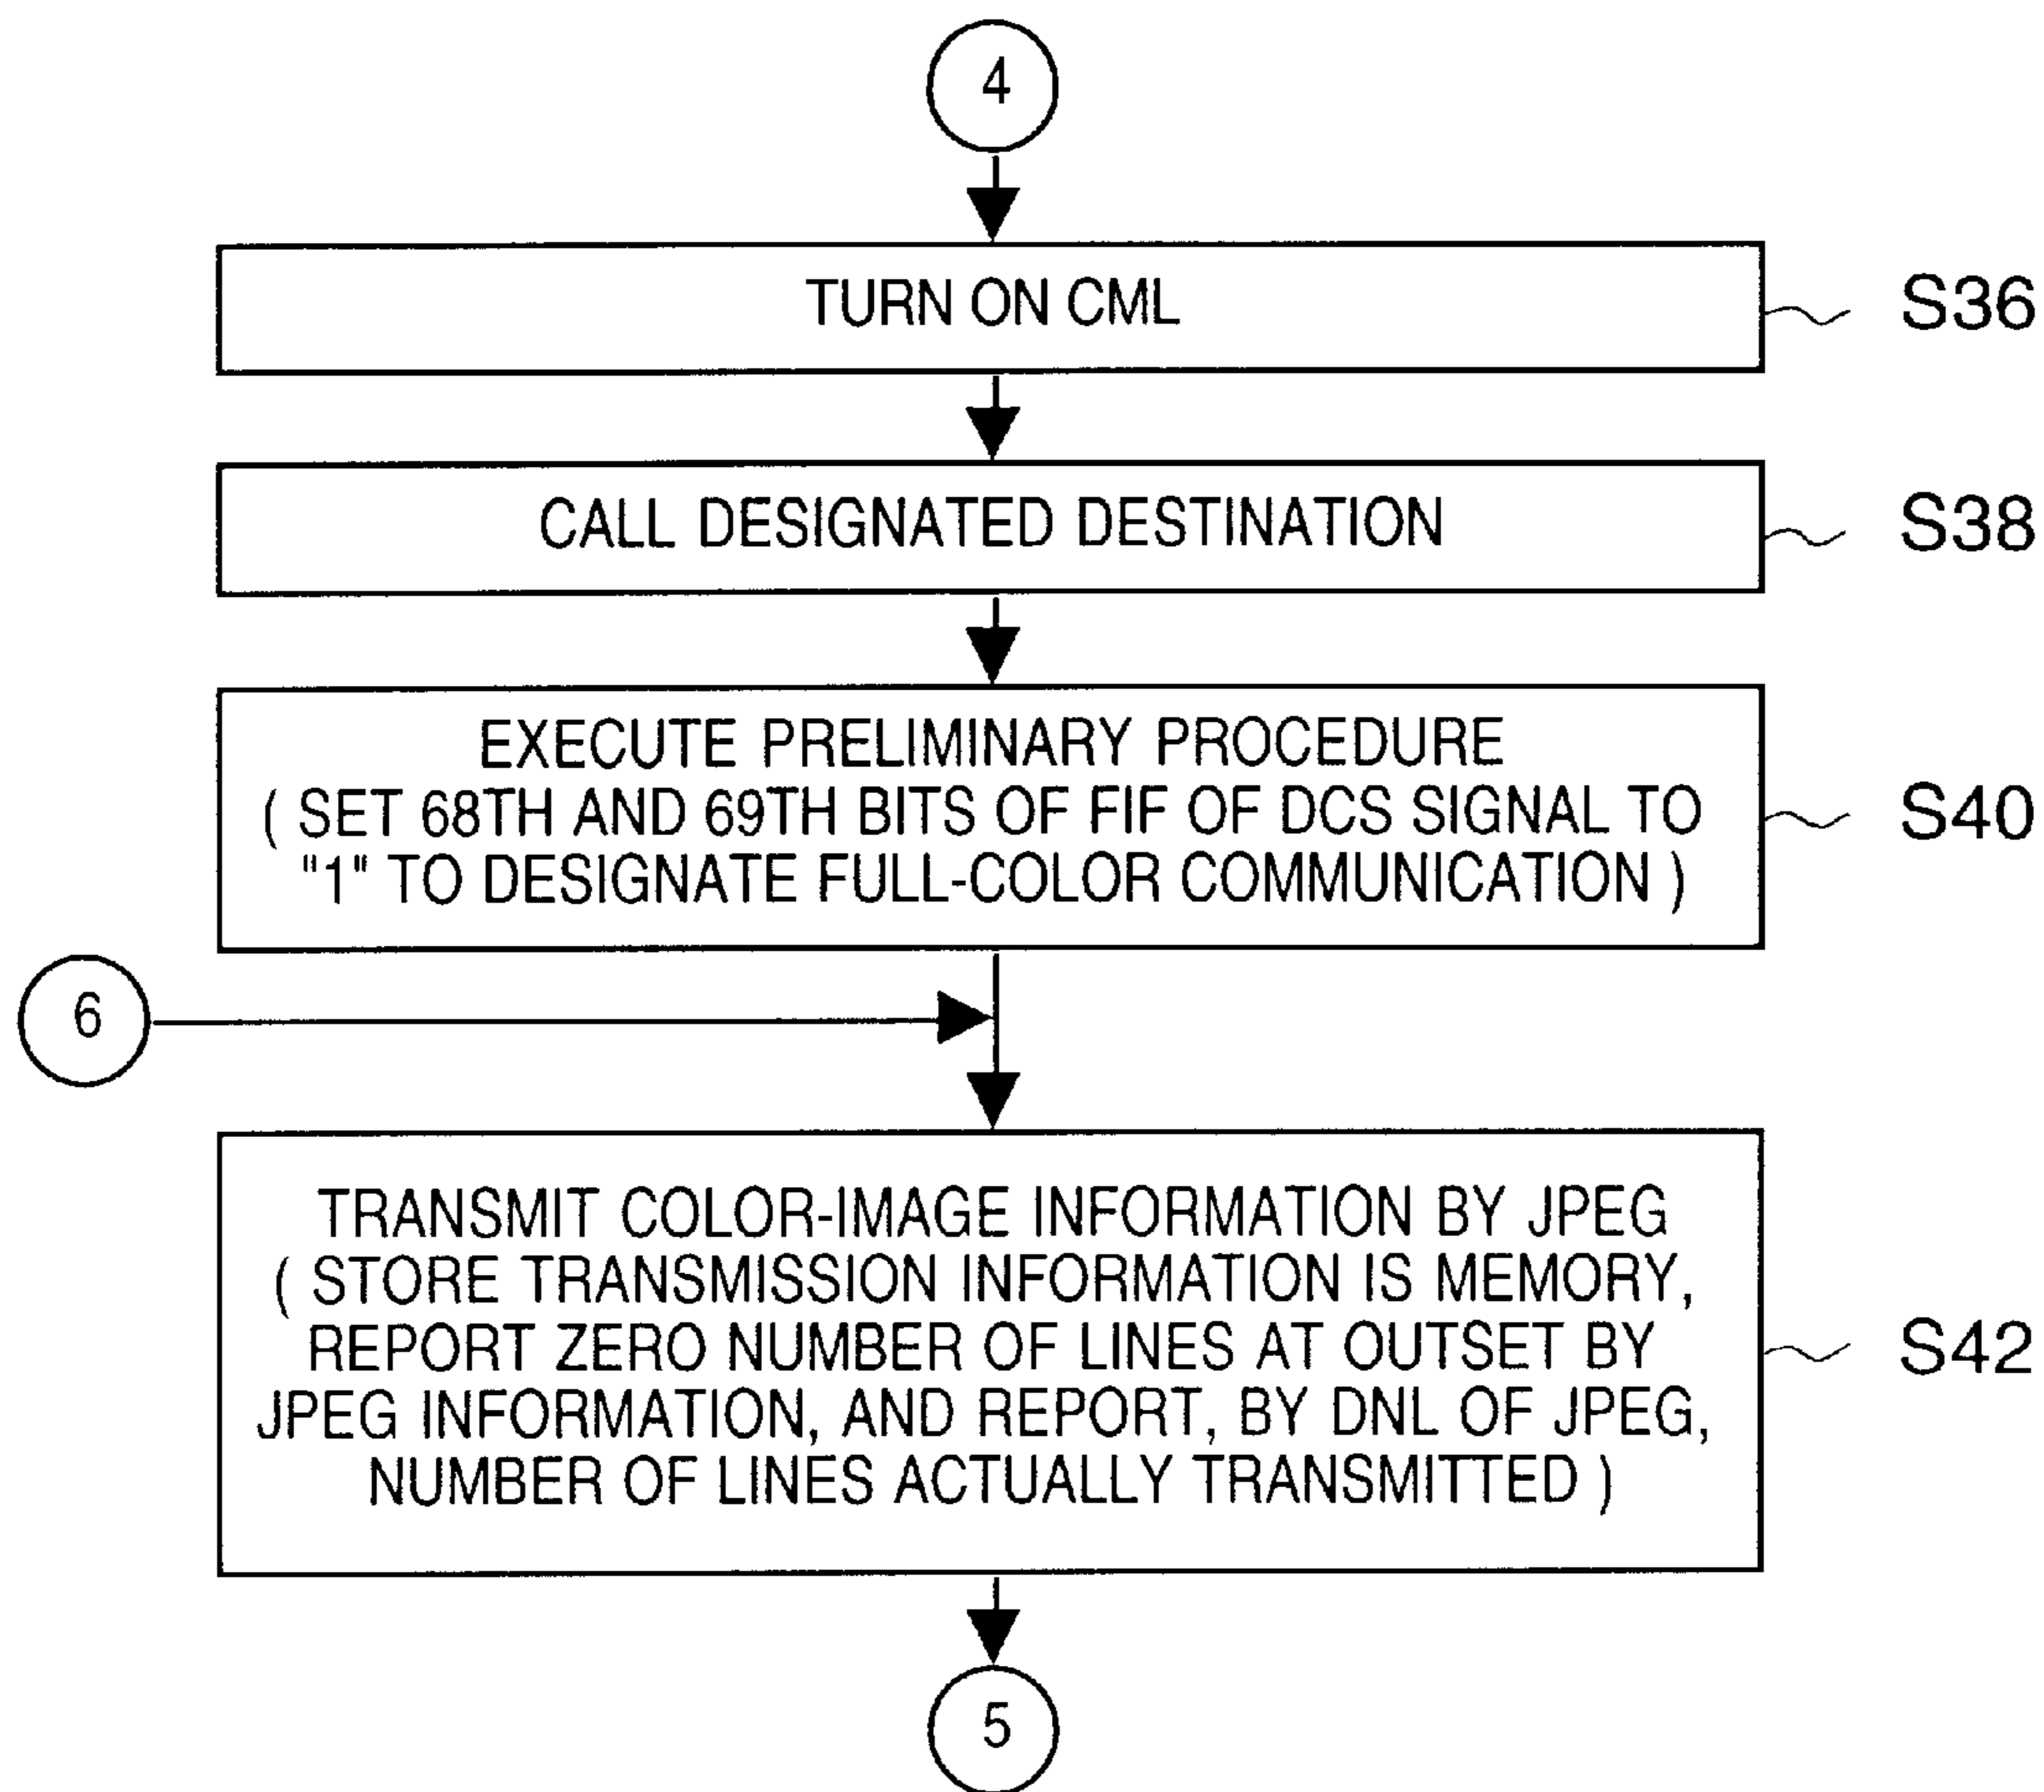 4
TURN ON CML
S36
CALL DESIGNATED DESTINATION
S38
EXECUTE PRELIMINARY PROCEDURE
( SET 68TH AND 69TH BITS OF FIF OF DCS SIGNAL TO
"1" TO DESIGNATE FULL-COLOR COMMUNICATION )
S40
6
TRANSMIT COLOR-IMAGE INFORMATION BY JPEG
( STORE TRANSMISSION INFORMATION IS MEMORY,
REPORT ZERO NUMBER OF LINES AT OUTSET BY
JPEG INFORMATION, AND REPORT, BY DNL OF JPEG,
NUMBER OF LINES ACTUALLY TRANSMITTED )
S42
5